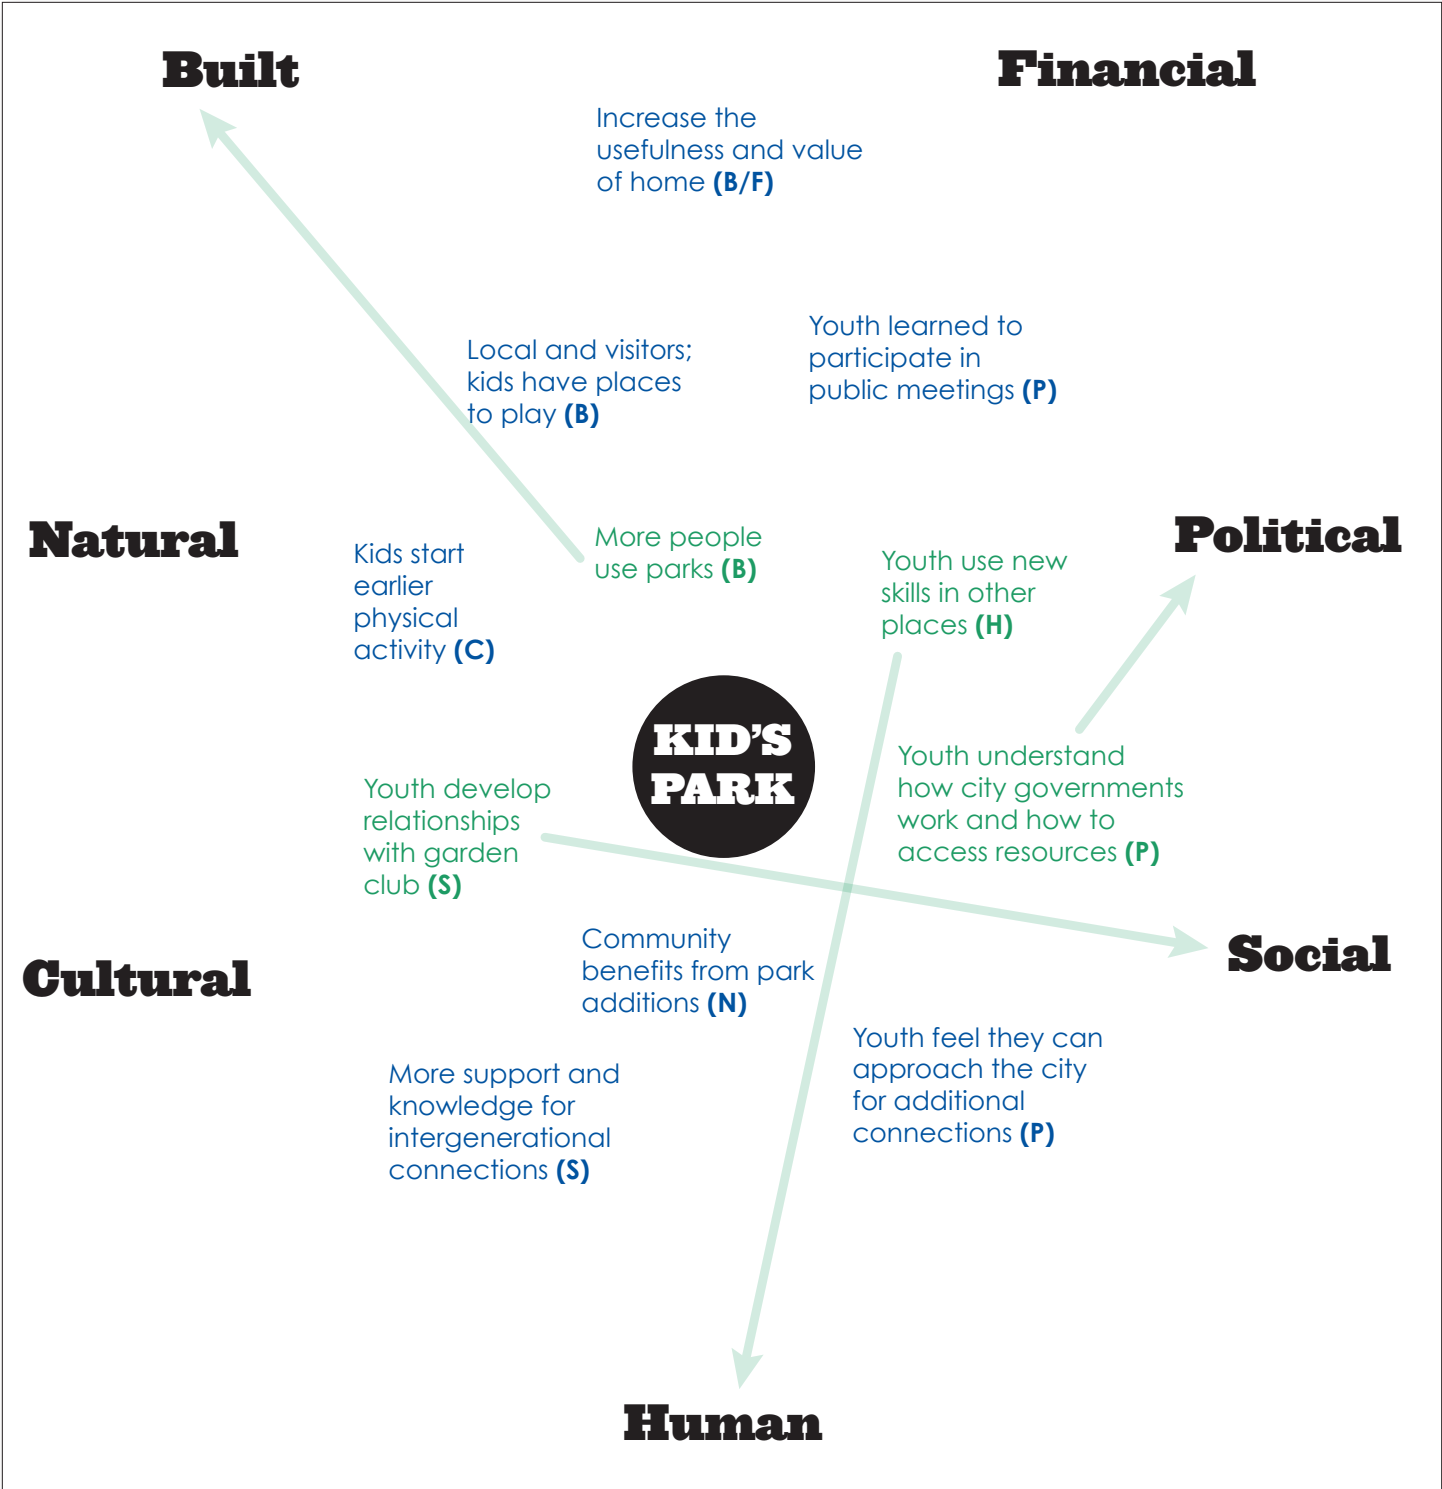 Built
Financial
Increase the
usefulness and value
of home (B/F)
Youth learned to
participate in
public meetings (P)
Local and visitors;
kids have places
to play (B)
Natural
Political
Kids start
earlier
physical
activity (C)
More people
use parks (B)
Youth use new
skills in other
places (H)
KID'S
PARK
Youth understand
how city governments
work and how to
access resources (P)
Youth develop
relationships
with garden
club (S)
Cultural
Social
Community
benefits from park
additions (N)
Youth feel they can
approach the city
for additional
connections (P)
More support and
knowledge for
intergenerational
connections (S)
Human